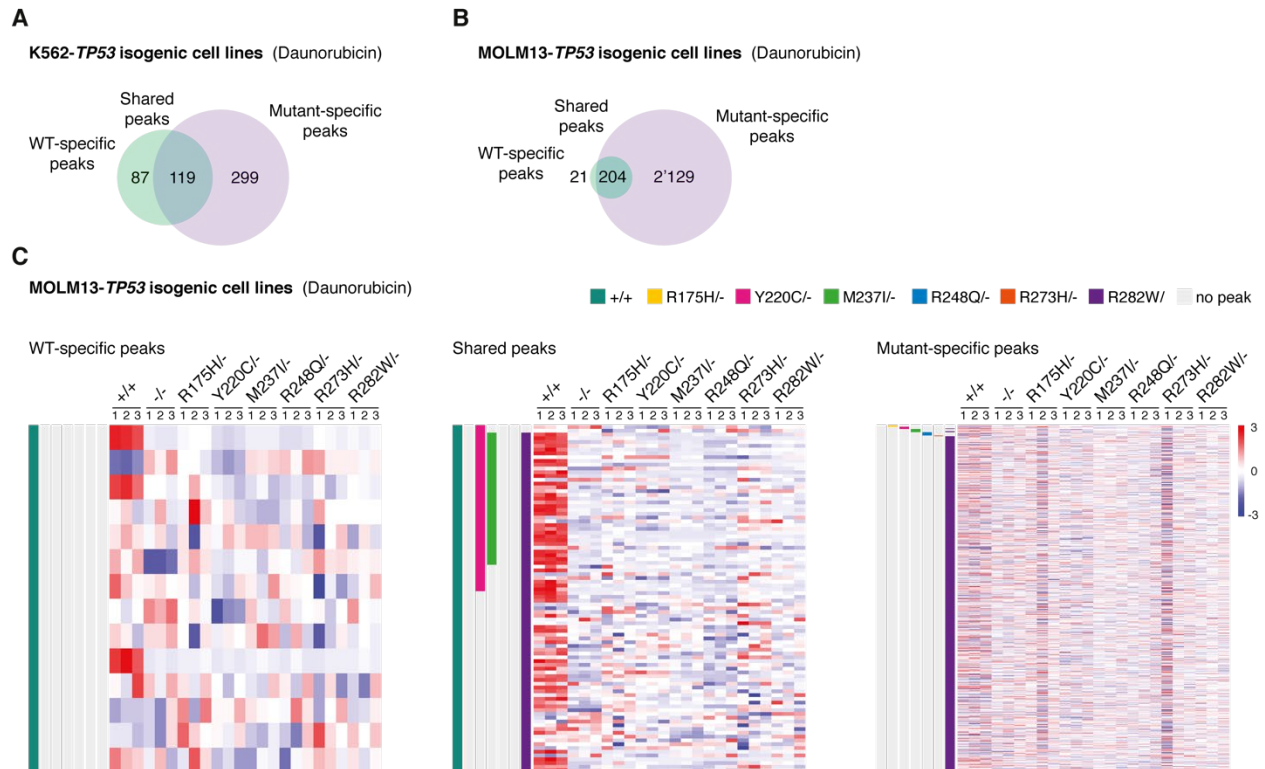 A
K562-TP53 isogenic cell lines (Daunorubicin)
Shared
peaks
WT-specific
peaks
Mutant-specific
peaks
87
119
299
B
MOLM13-TP53 isogenic cell lines (Daunorubicin)
Shared
peaks
WT-specific
peaks
Mutant-specific
peaks
21
204
2'129
C
MOLM13-TP53 isogenic cell lines (Daunorubicin)
+/+ R175H/- Y220C/- M237I/- R248Q/- R273H/- R282W/ no peak
WT-specific peaks
+/+ -/- R175H/- Y220C/- M237I/- R248Q/- R273H/- R282W/-
1 2 3 1 2 3 1 2 3 1 2 3 1 2 3 1 2 3 1 2 3 1 2 3
Shared peaks
+/+ -/- R175H/- Y220C/- M237I/- R248Q/- R273H/- R282W/-
1 2 3 1 2 3 1 2 3 1 2 3 1 2 3 1 2 3 1 2 3 1 2 3
Mutant-specific peaks
+/+ -/- R175H/- Y220C/- M237I/- R248Q/- R273H/- R282W/-
1 2 3 1 2 3 1 2 3 1 2 3 1 2 3 1 2 3 1 2 3 1 2 3
3
0
-3